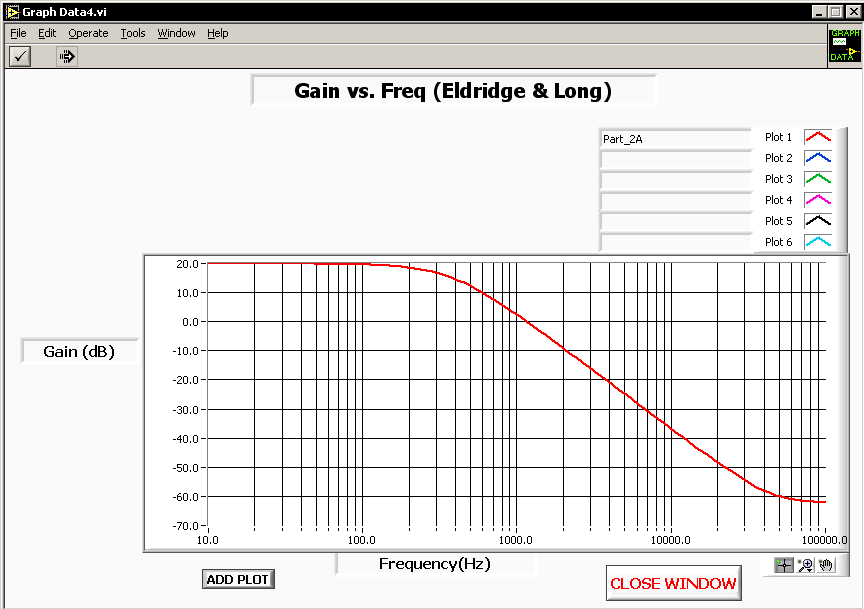 Graph Data4.vi
File Edit Operate Tools Window Help
GRAPH
DATA
Gain vs. Freq (Eldridge & Long)
Part_2A Plot 1
Plot 2
Plot 3
Plot 4
Plot 5
Plot 6
Gain (dB)
20.0
10.0
0.0
-10.0
-20.0
-30.0
-40.0
-50.0
-60.0
-70.0
10.0 100.0 1000.0 10000.0 100000.0
Frequency(Hz)
ADD PLOT
CLOSE WINDOW